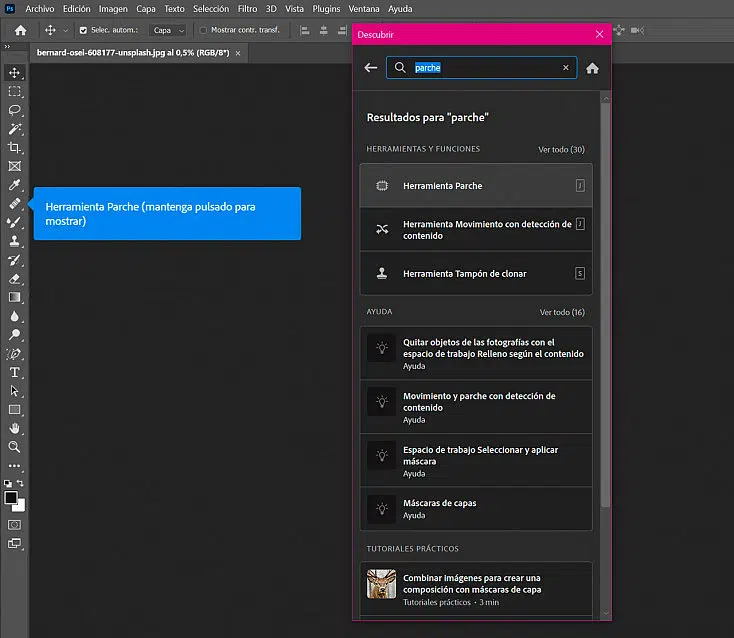 Ps Archivo Edición Imagen Capa Texto Selección Filtro 3D Vista Plugins Ventana Ayuda
Selec. autom.: Capa Mostrar contr. transf.
Descubrir
bernard-osei-608177-unsplash.jpg al 0,5% (RGB/8*) ×
parche
Resultados para "parche"
HERRAMIENTAS Y FUNCIONES Ver todo (30)
Herramienta Parche J
Herramienta Parche (mantenga pulsado para
mostrar)
Herramienta Movimiento con detección de J
contenido
Herramienta Tampón de clonar S
AYUDA Ver todo (16)
Quitar objetos de las fotografías con el
espacio de trabajo Relleno según el contenido
Ayuda
Movimiento y parche con detección de
contenido
Ayuda
Espacio de trabajo Seleccionar y aplicar
máscara
Ayuda
Máscaras de capas
Ayuda
TUTORIALES PRÁCTICOS
Combinar imágenes para crear una
composición con máscaras de capa
Tutoriales prácticos • 3 min